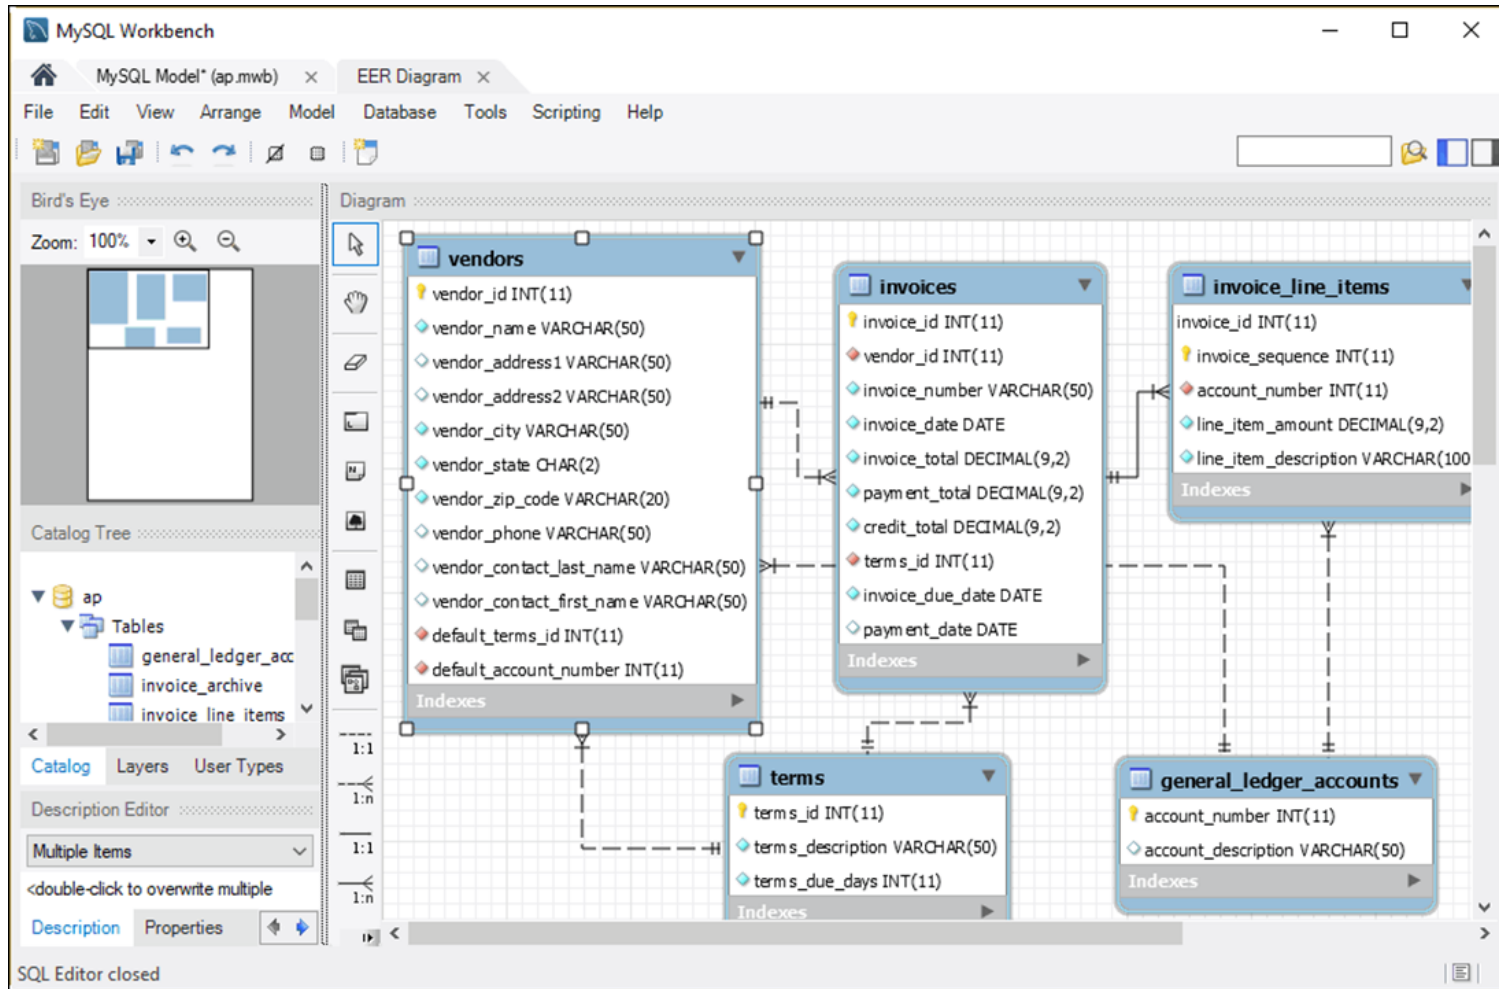 MySQL Workbench
MySQL Model* (ap.mwb)
EER Diagram
File Edit View Arrange Model Database Tools Scripting Help
Bird's Eye
Zoom: 100%
Catalog Tree
ap
Tables
general_ledger_acc
invoice_archive
invoice_line_items
Catalog Layers User Types
Description Editor
Multiple Items
<double-click to overwrite multiple
Description Properties
1:1
1:n
1:1
1:n
Diagram
vendors
vendor_id INT(11)
vendor_name VARCHAR(50)
vendor_address1 VARCHAR(50)
vendor_address2 VARCHAR(50)
vendor_city VARCHAR(50)
vendor_state CHAR(2)
vendor_zip_code VARCHAR(20)
vendor_phone VARCHAR(50)
vendor_contact_last_name VARCHAR(50)
vendor_contact_first_name VARCHAR(50)
default_terms_id INT(11)
default_account_number INT(11)
Indexes
invoices
invoice_id INT(11)
vendor_id INT(11)
invoice_number VARCHAR(50)
invoice_date DATE
invoice_total DECIMAL(9,2)
payment_total DECIMAL(9,2)
credit_total DECIMAL(9,2)
terms_id INT(11)
invoice_due_date DATE
payment_date DATE
Indexes
invoice_line_items
invoice_id INT(11)
invoice_sequence INT(11)
account_number INT(11)
line_item_amount DECIMAL(9,2)
line_item_description VARCHAR(100
Indexes
terms
terms_id INT(11)
terms_description VARCHAR(50)
terms_due_days INT(11)
Indexes
general_ledger_accounts
account_number INT(11)
account_description VARCHAR(50)
Indexes
SQL Editor closed